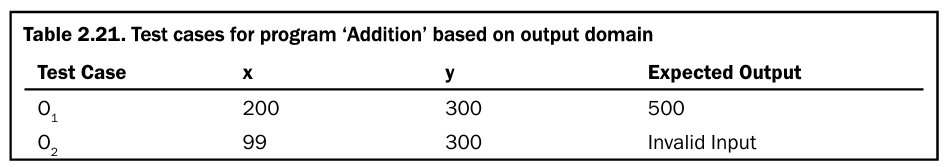 Table 2.21. Test cases for program ‘Addition’ based on output domain
Test Case x y Expected Output
O1 200 300 500
O2 99 300 Invalid Input